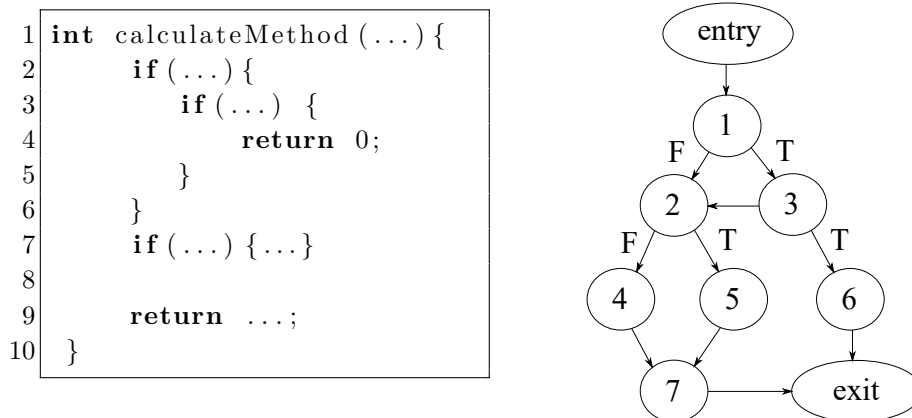 1 int calculateMethod(...){
2 if(...){
3 if(...) {
4 return 0;
5 }
6 }
7 if(...){...}
8
9 return ...;
10 }
entry
1
F T
2 3
F T T
4 5 6
7 exit